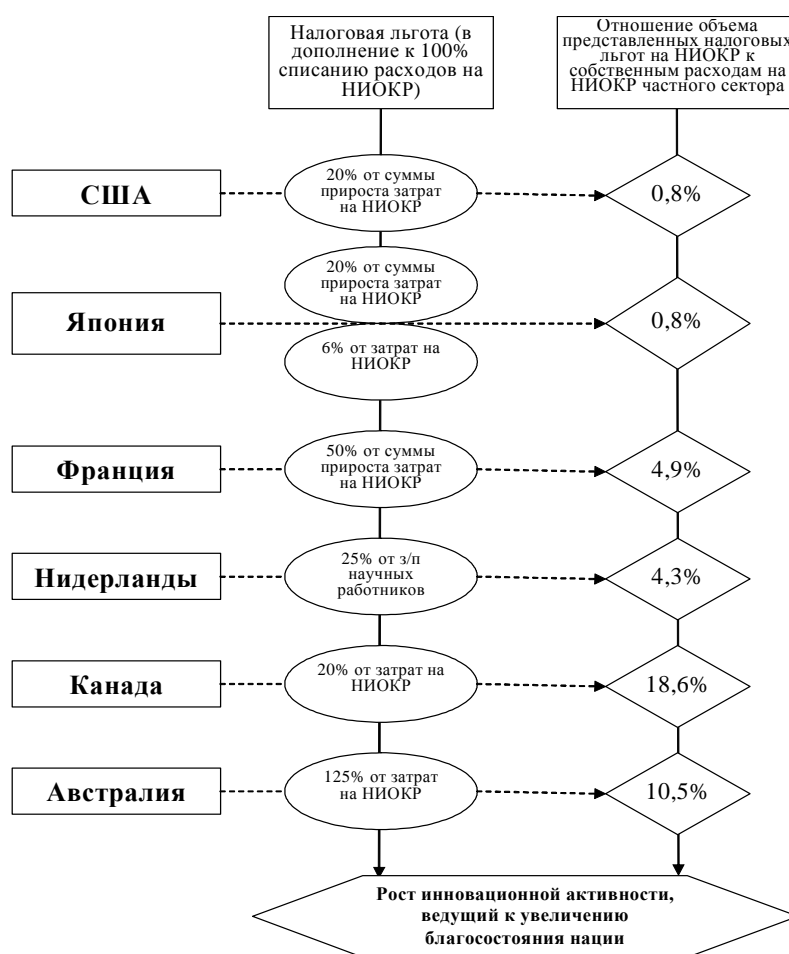 Налоговая льгота (в
дополнение к 100%
списанию расходов на
НИОКР)
Отношение объема
представленных налоговых
льгот на НИОКР к
собственным расходам на
НИОКР частного сектора
США
20% от суммы
прироста затрат
на НИОКР
0,8%
20% от суммы
прироста затрат
на НИОКР
Япония
0,8%
6% от затрат на
НИОКР
Франция
50% от суммы
прироста затрат
на НИОКР
4,9%
Нидерланды
25% от з/п
научных
работников
4,3%
Канада
20% от затрат на
НИОКР
18,6%
Австралия
125% от затрат
на НИОКР
10,5%
Рост инновационной активности,
ведущий к увеличению
благосостояния нации